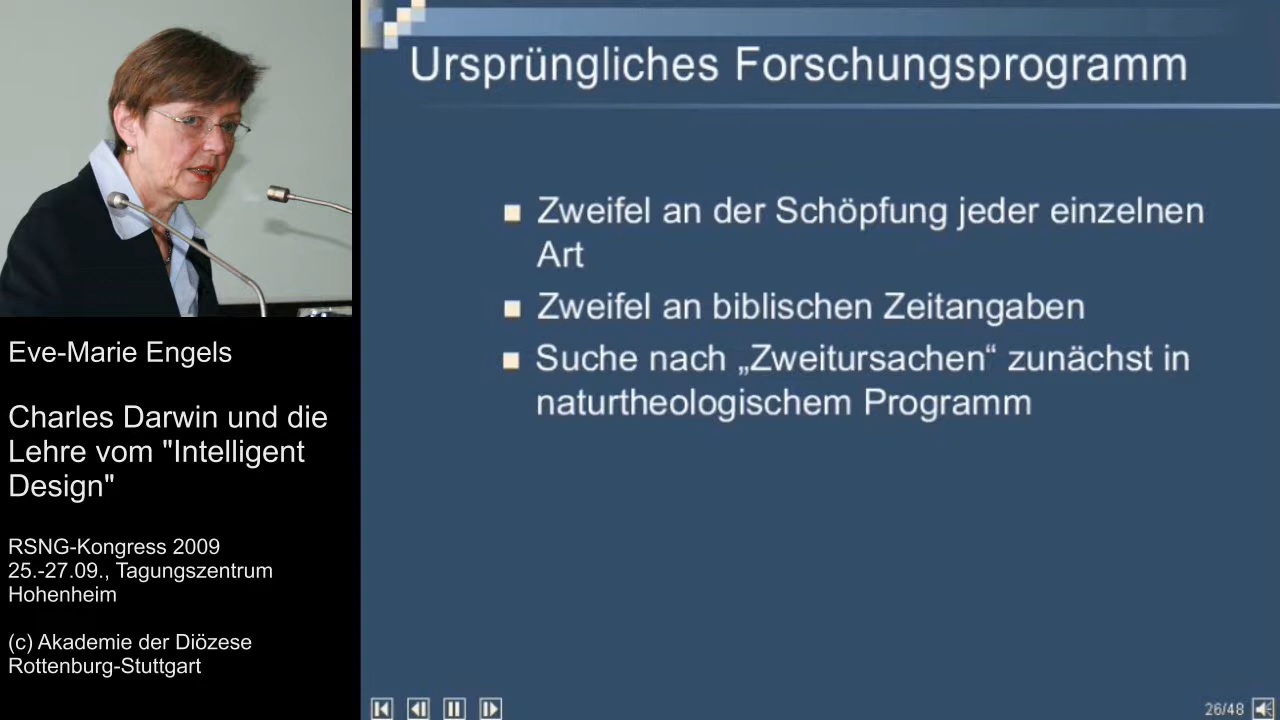 Eve-Marie Engels
Charles Darwin und die
Lehre vom "Intelligent
Design"
RSNG-Kongress 2009
25.-27.09., Tagungszentrum
Hohenheim
(c) Akademie der Diözese
Rottenburg-Stuttgart
Ursprüngliches Forschungsprogramm
Zweifel an der Schöpfung jeder einzelnen
Art
Zweifel an biblischen Zeitangaben
Suche nach „Zweitursachen“ zunächst in
naturtheologischem Programm
26/48